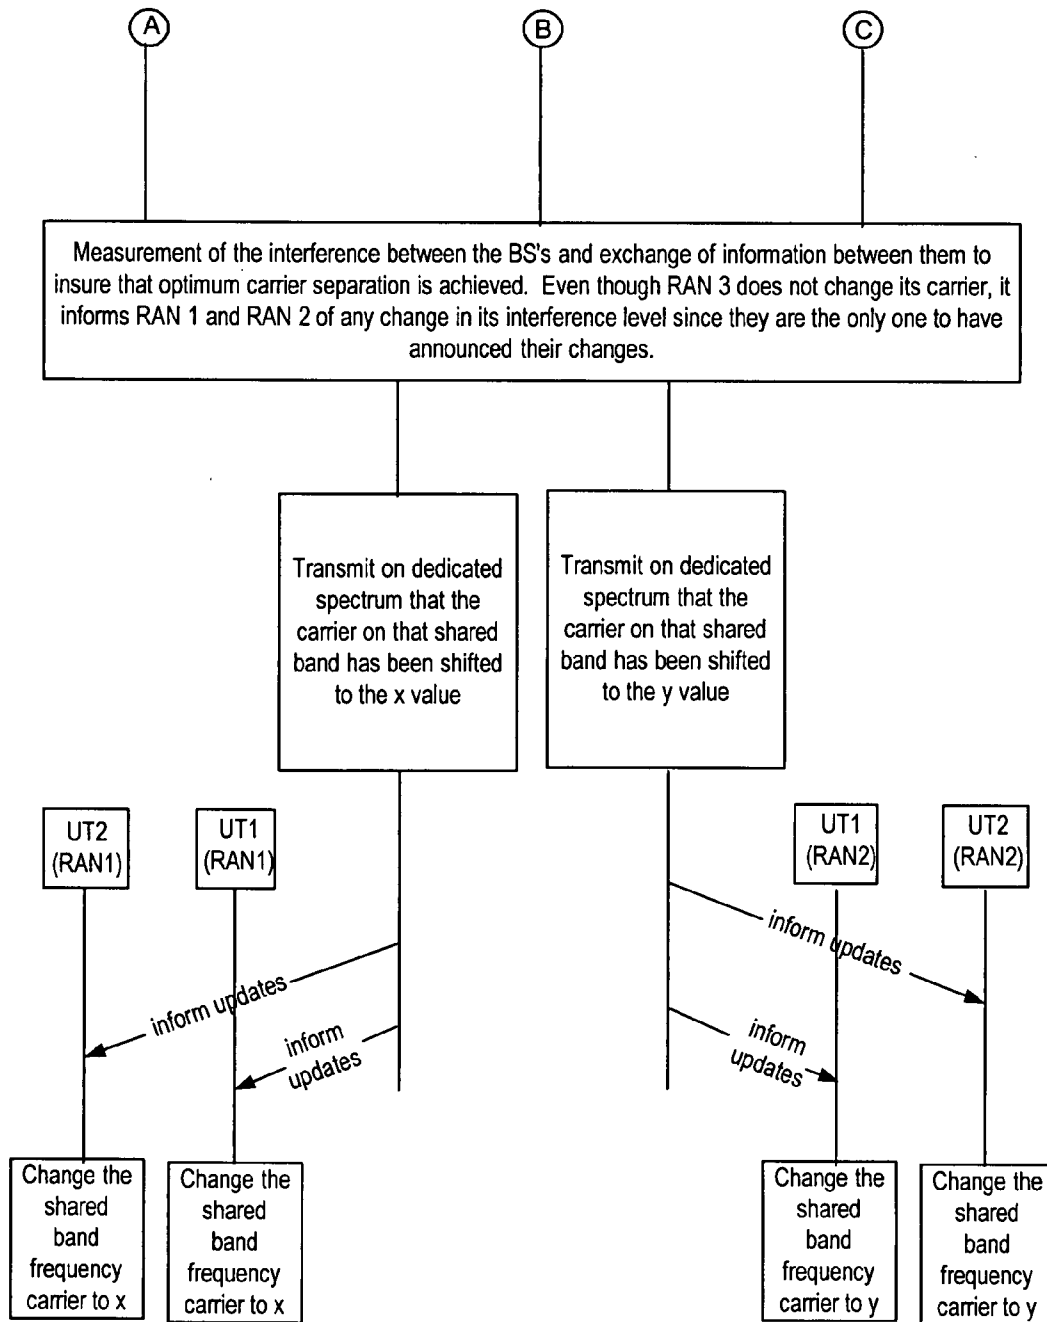 A
B
C
Measurement of the interference between the BS's and exchange of information between them to
insure that optimum carrier separation is achieved. Even though RAN 3 does not change its carrier, it
informs RAN 1 and RAN 2 of any change in its interference level since they are the only one to have
announced their changes.
Transmit on dedicated
spectrum that the
carrier on that shared
band has been shifted
to the x value
Transmit on dedicated
spectrum that the
carrier on that shared
band has been shifted
to the y value
UT2
(RAN1)
UT1
(RAN1)
UT1
(RAN2)
UT2
(RAN2)
inform updates
inform
updates
inform updates
inform
updates
Change the
shared
band
frequency
carrier to x
Change the
shared
band
frequency
carrier to x
Change the
shared
band
frequency
carrier to y
Change the
shared
band
frequency
carrier to y